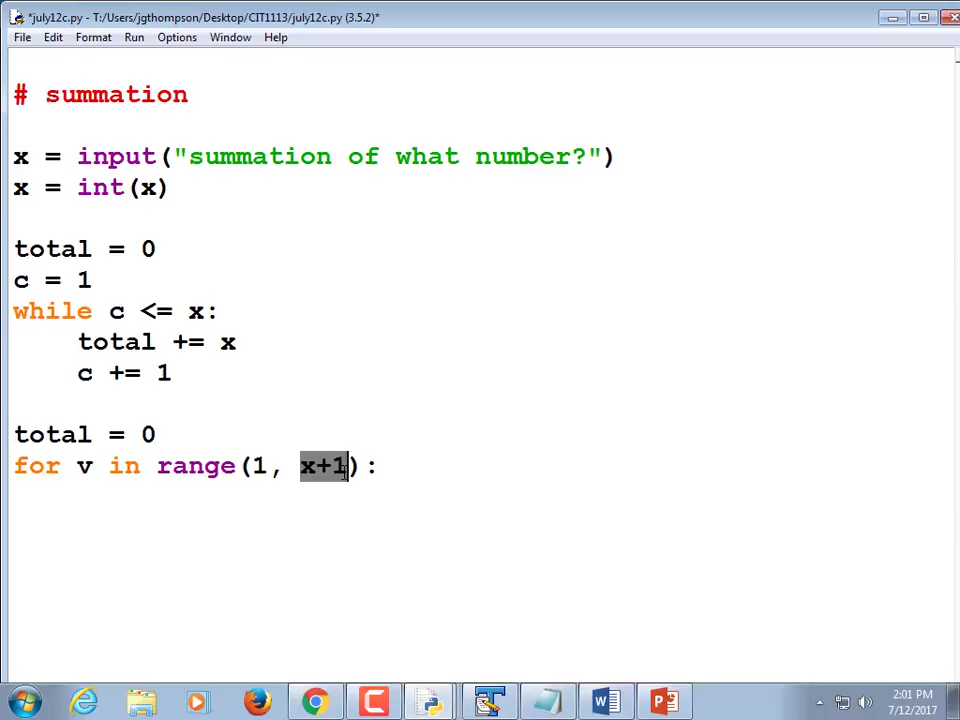 *july12c.py - T:/Users/jgthompson/Desktop/CIT1113/july12c.py (3.5.2)*
File Edit Format Run Options Window Help
# summation
x = input("summation of what number?")
x = int(x)
total = 0
c = 1
while c <= x:
    total += x
    c += 1
total = 0
for v in range(1, x+1):
2:01 PM
7/12/2017